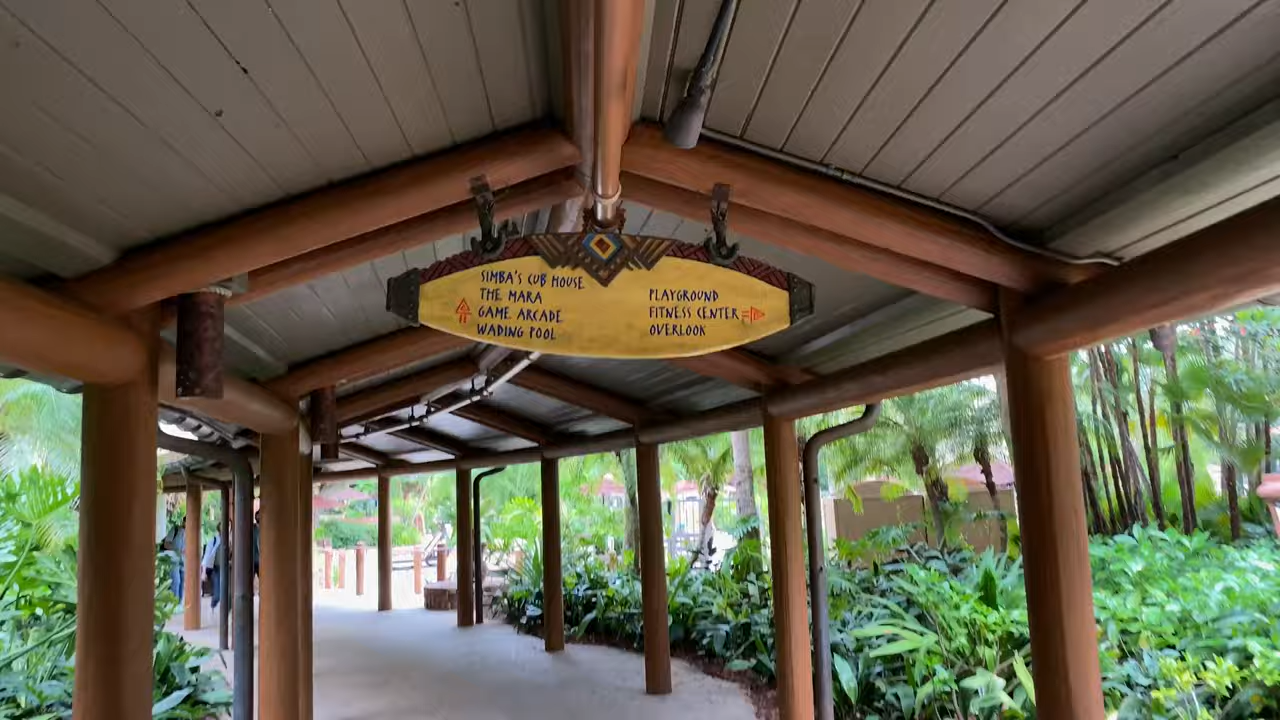 SIMBA'S CUB HOUSE
THE MARA
GAME ARCADE
WADING POOL
PLAYGROUND
FITNESS CENTER
OVERLOOK